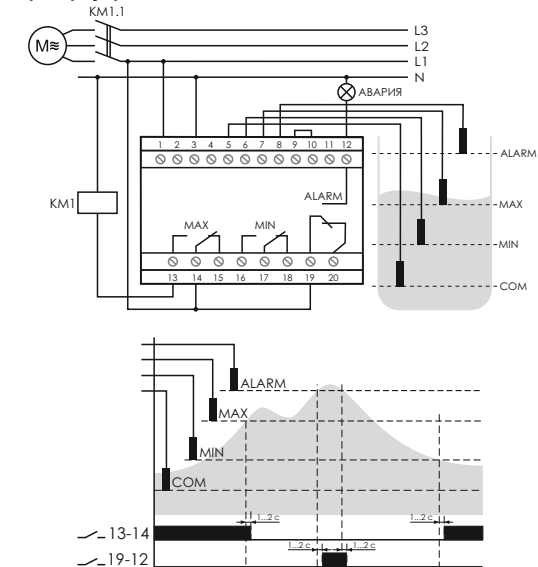 KM1.1
L3
L2
L1
N
M≋
АВАРИЯ
1 2 3 4 5 6 7 8 9 10 11 12
ALARM
ALARM
MAX
MIN
COM
KM1
MAX MIN
13 14 15 16 17 18 19 20
ALARM
MAX
MIN
COM
1...2 c 1...2 c
13-14
1...2 c 1...2 c
19-12